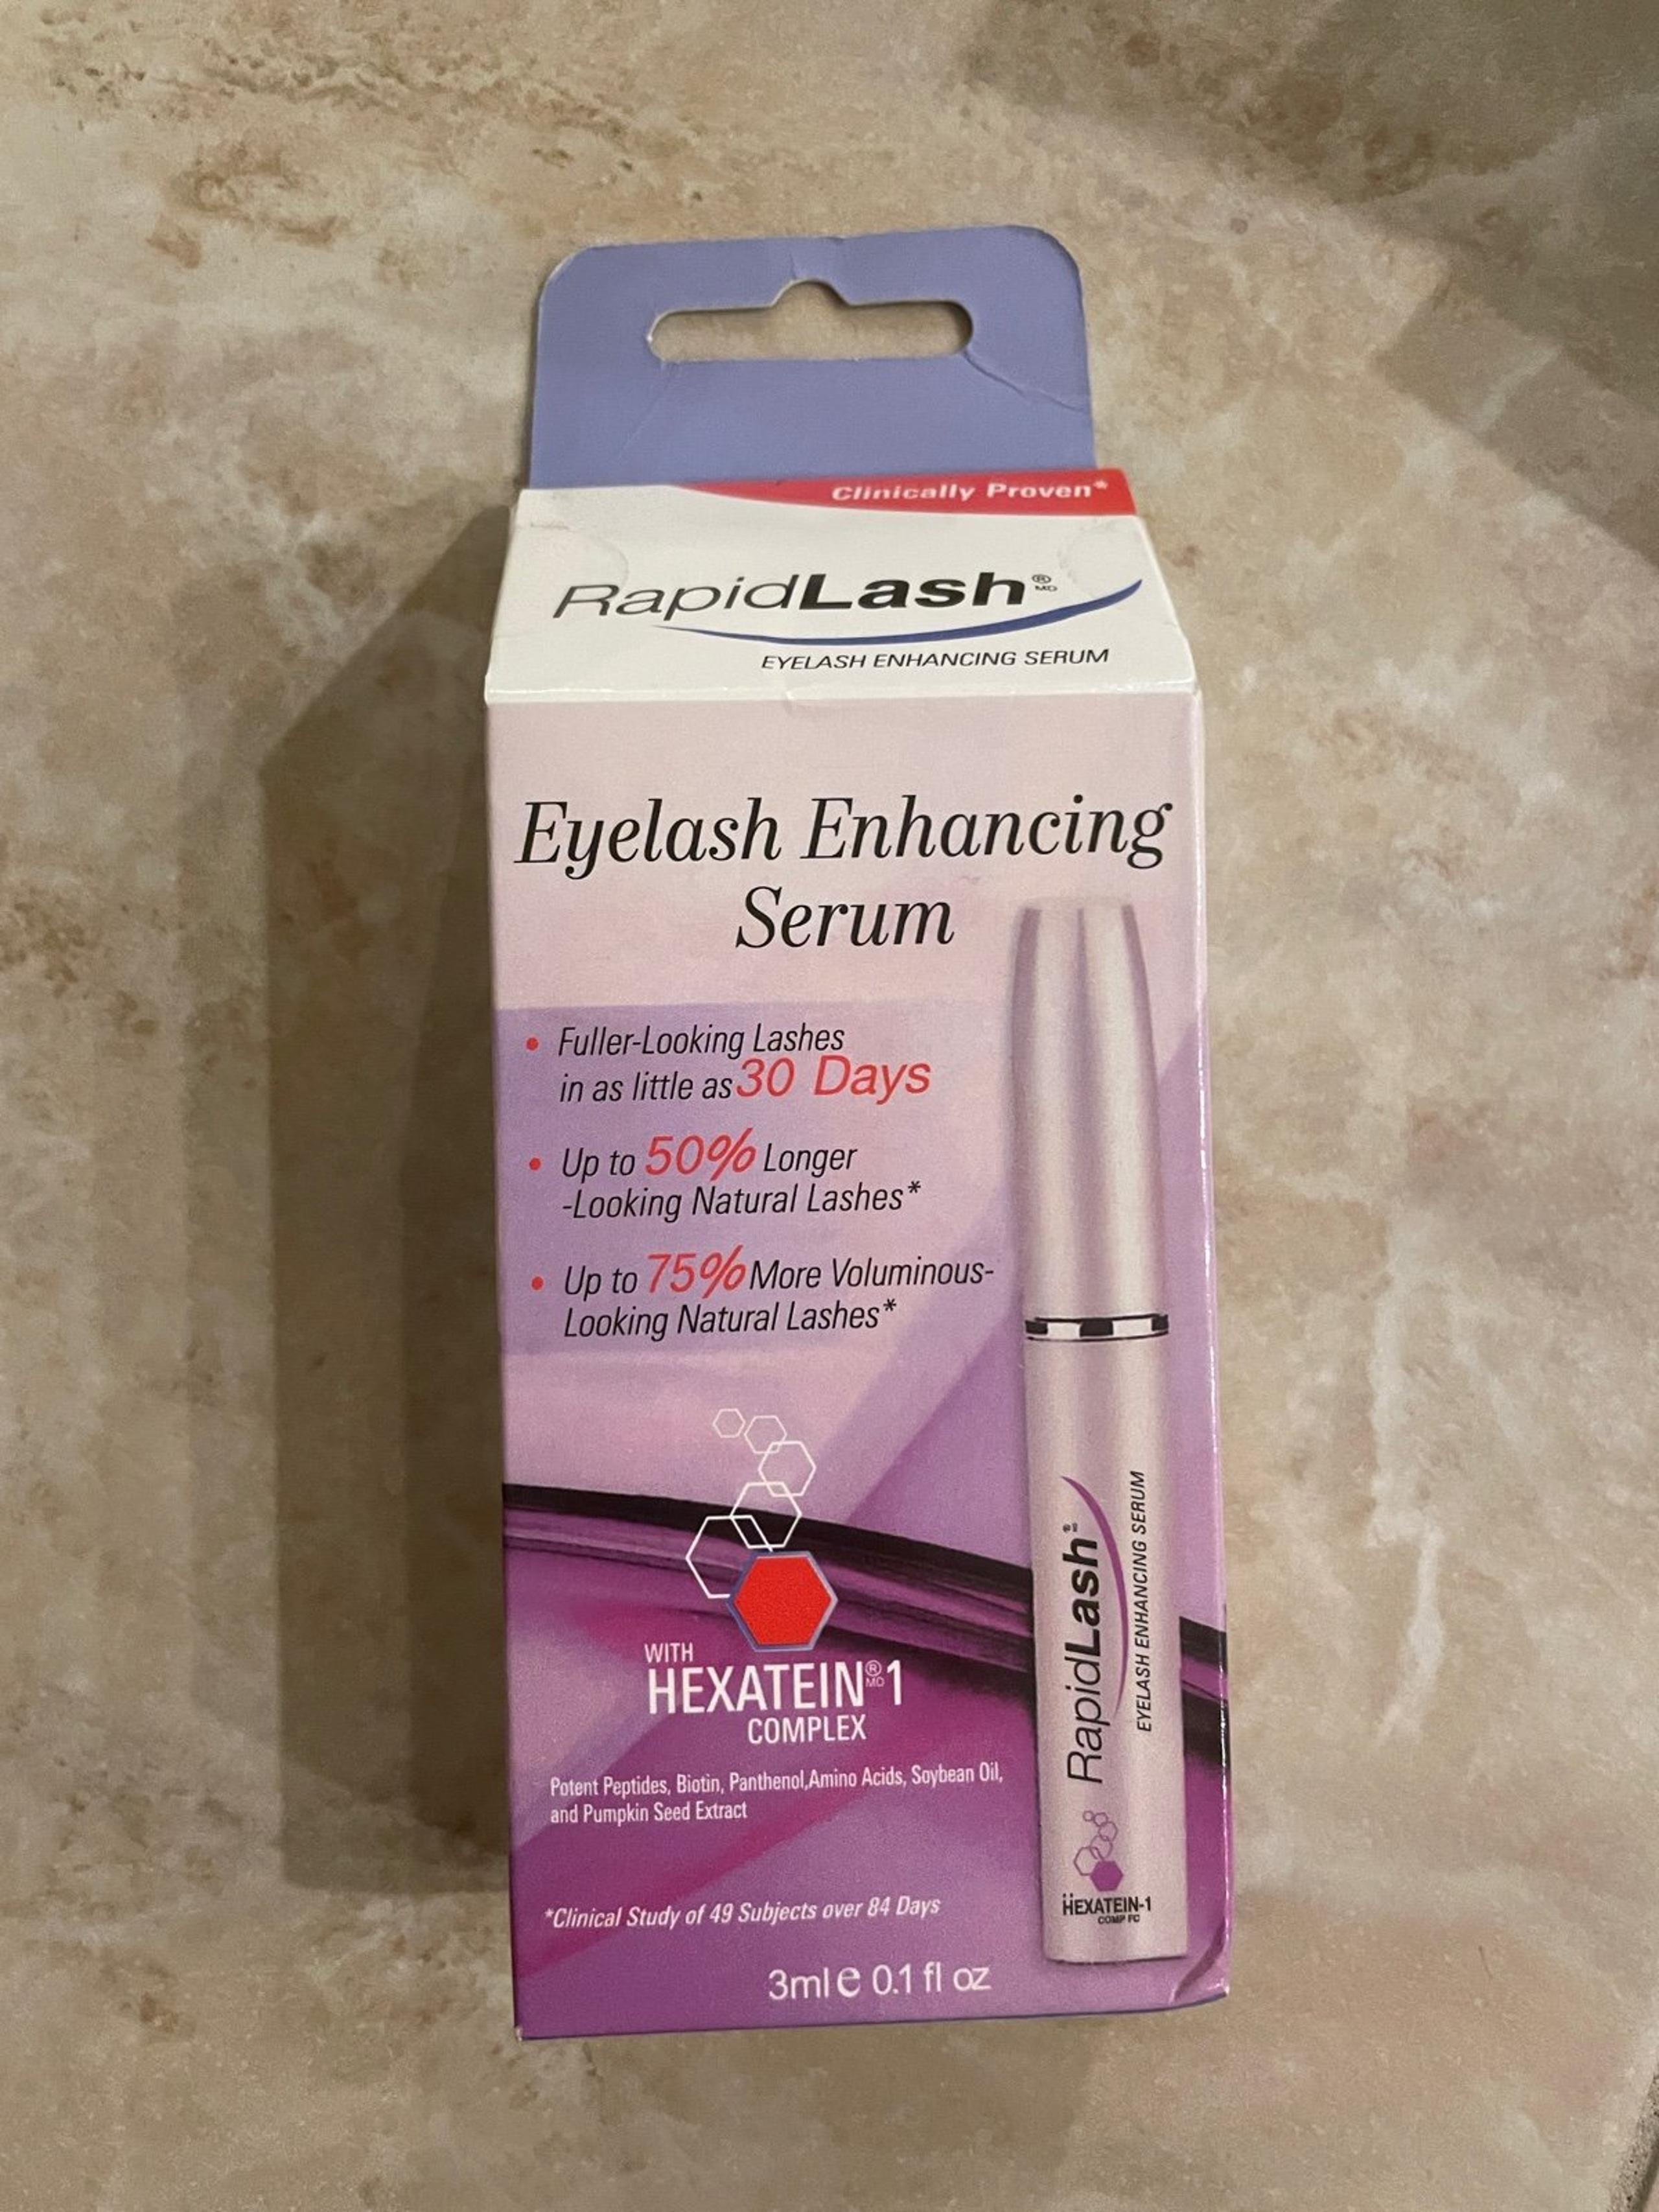 Clinically Proven*
RapidLash® MD
EYELASH ENHANCING SERUM
Eyelash Enhancing
Serum
• Fuller-Looking Lashes
in as little as 30 Days
• Up to 50% Longer
-Looking Natural Lashes*
• Up to 75% More Voluminous-
Looking Natural Lashes*
WITH
HEXATEIN® MD 1
COMPLEX
Potent Peptides, Biotin, Panthenol,Amino Acids, Soybean Oil,
and Pumpkin Seed Extract
*Clinical Study of 49 Subjects over 84 Days
3ml e 0.1 fl oz
RapidLash®
EYELASH ENHANCING SERUM
HEXATEIN-1